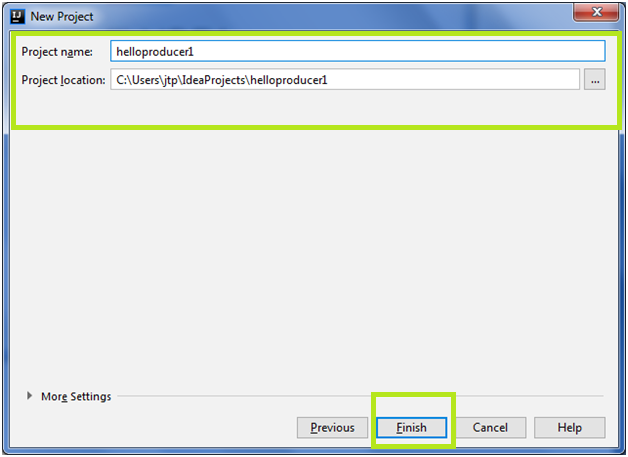 IJ New Project
Project name: helloproducer1
Project location: C:\Users\jtp\IdeaProjects\helloproducer1 ...
More Settings
Previous Finish Cancel Help